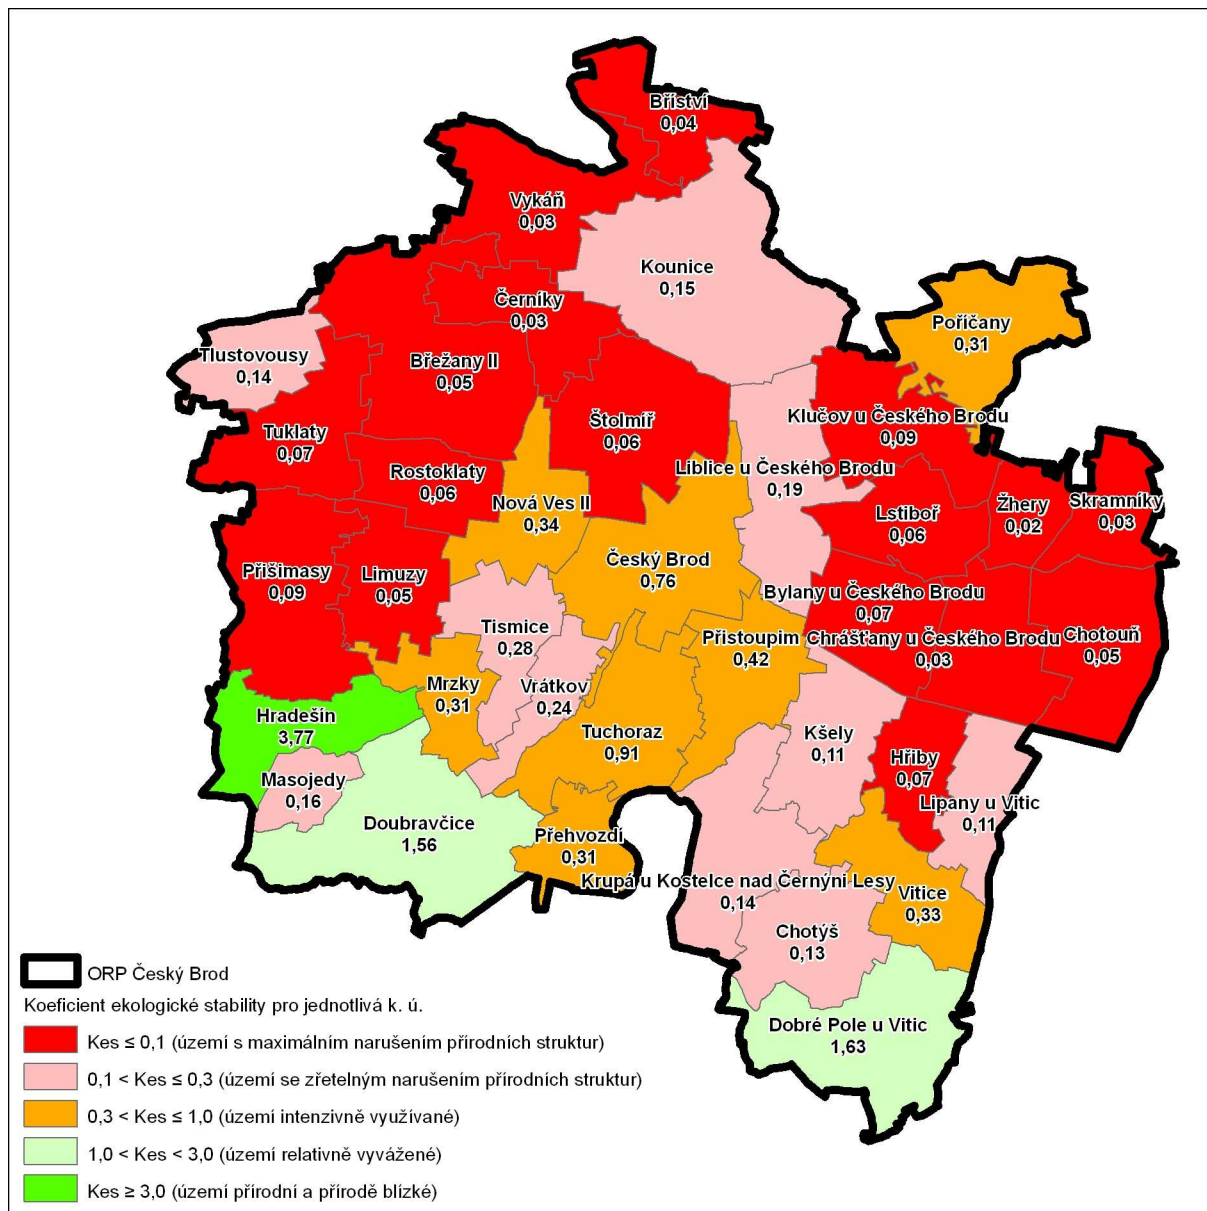 Bříství
0,04
Vykáň
0,03
Kounice
0,15
Černíky
0,03
Poříčany
0,31
Tlustovousy
0,14
Břežany II
0,05
Štolmíř
0,06
Klučov u Českého Brodu
0,09
Tuklaty
0,07
Rostoklaty
0,06
Liblice u Českého Brodu
0,19
Nová Ves II
0,34
Lstiboř
0,06
Žhery
0,02
Skramníky
0,03
Český Brod
0,76
Přišimasy
0,09
Limuzy
0,05
Bylany u Českého Brodu
0,07
Tismice
0,28
Přistoupim
0,42
Chrášťany u Českého Brodu
0,03
Chotouň
0,05
Mrzky
0,31
Vrátkov
0,24
Hradešín
3,77
Tuchoraz
0,91
Kšely
0,11
Hřiby
0,07
Masojedy
0,16
Lipany u Vitic
0,11
Doubravčice
1,56
Přehvozdí
0,31
Krupá u Kostelce nad Černými Lesy
0,14
Vitice
0,33
Chotýš
0,13
Dobré Pole u Vitic
1,63
ORP Český Brod
Koeficient ekologické stability pro jednotlivá k. ú.
Kes ≤ 0,1 (území s maximálním narušením přírodních struktur)
0,1 < Kes ≤ 0,3 (území se zřetelným narušením přírodních struktur)
0,3 < Kes ≤ 1,0 (území intenzivně využívané)
1,0 < Kes < 3,0 (území relativně vyvážené)
Kes ≥ 3,0 (území přírodní a přírodě blízké)